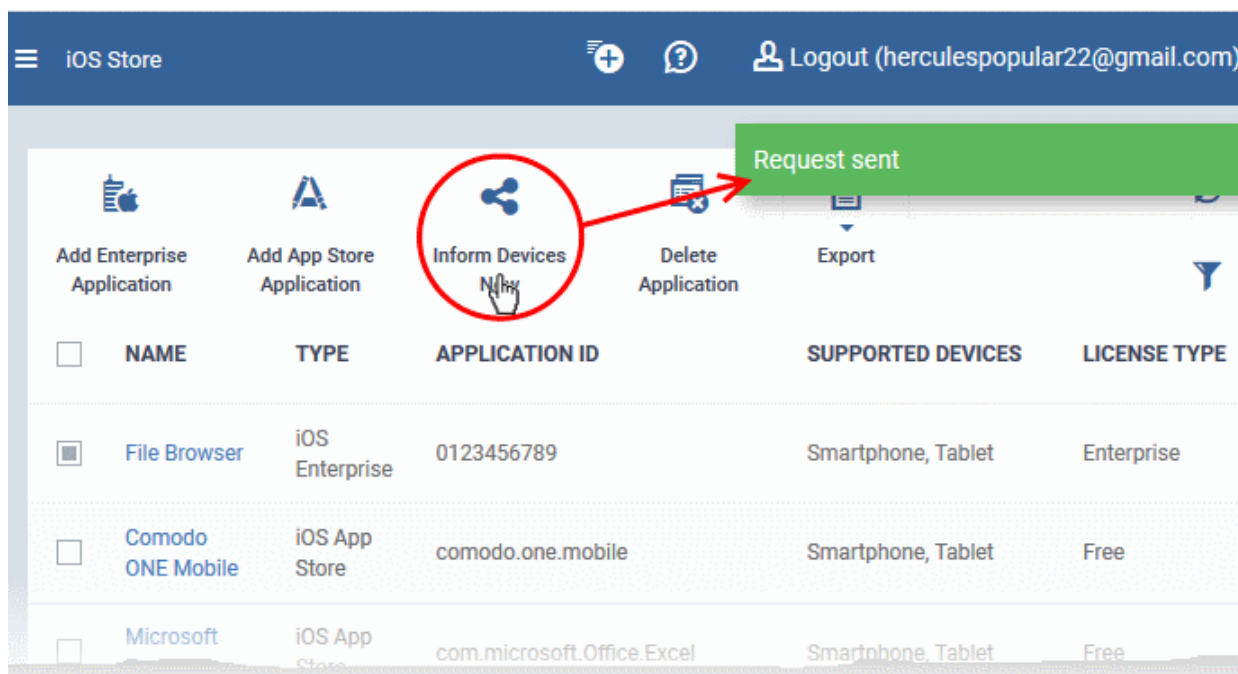 iOS Store
Logout (herculespopular22@gmail.com)
Request sent
Add Enterprise
Application
Add App Store
Application
Inform Devices
Delete
Application
Export
NAME TYPE APPLICATION ID SUPPORTED DEVICES LICENSE TYPE
File Browser
iOS
Enterprise
0123456789
Smartphone, Tablet
Enterprise
Comodo
ONE Mobile
iOS App
Store
comodo.one.mobile
Smartphone, Tablet
Free
Microsoft
iOS App
Store
com.microsoft.Office.Excel
Smartphone, Tablet
Free